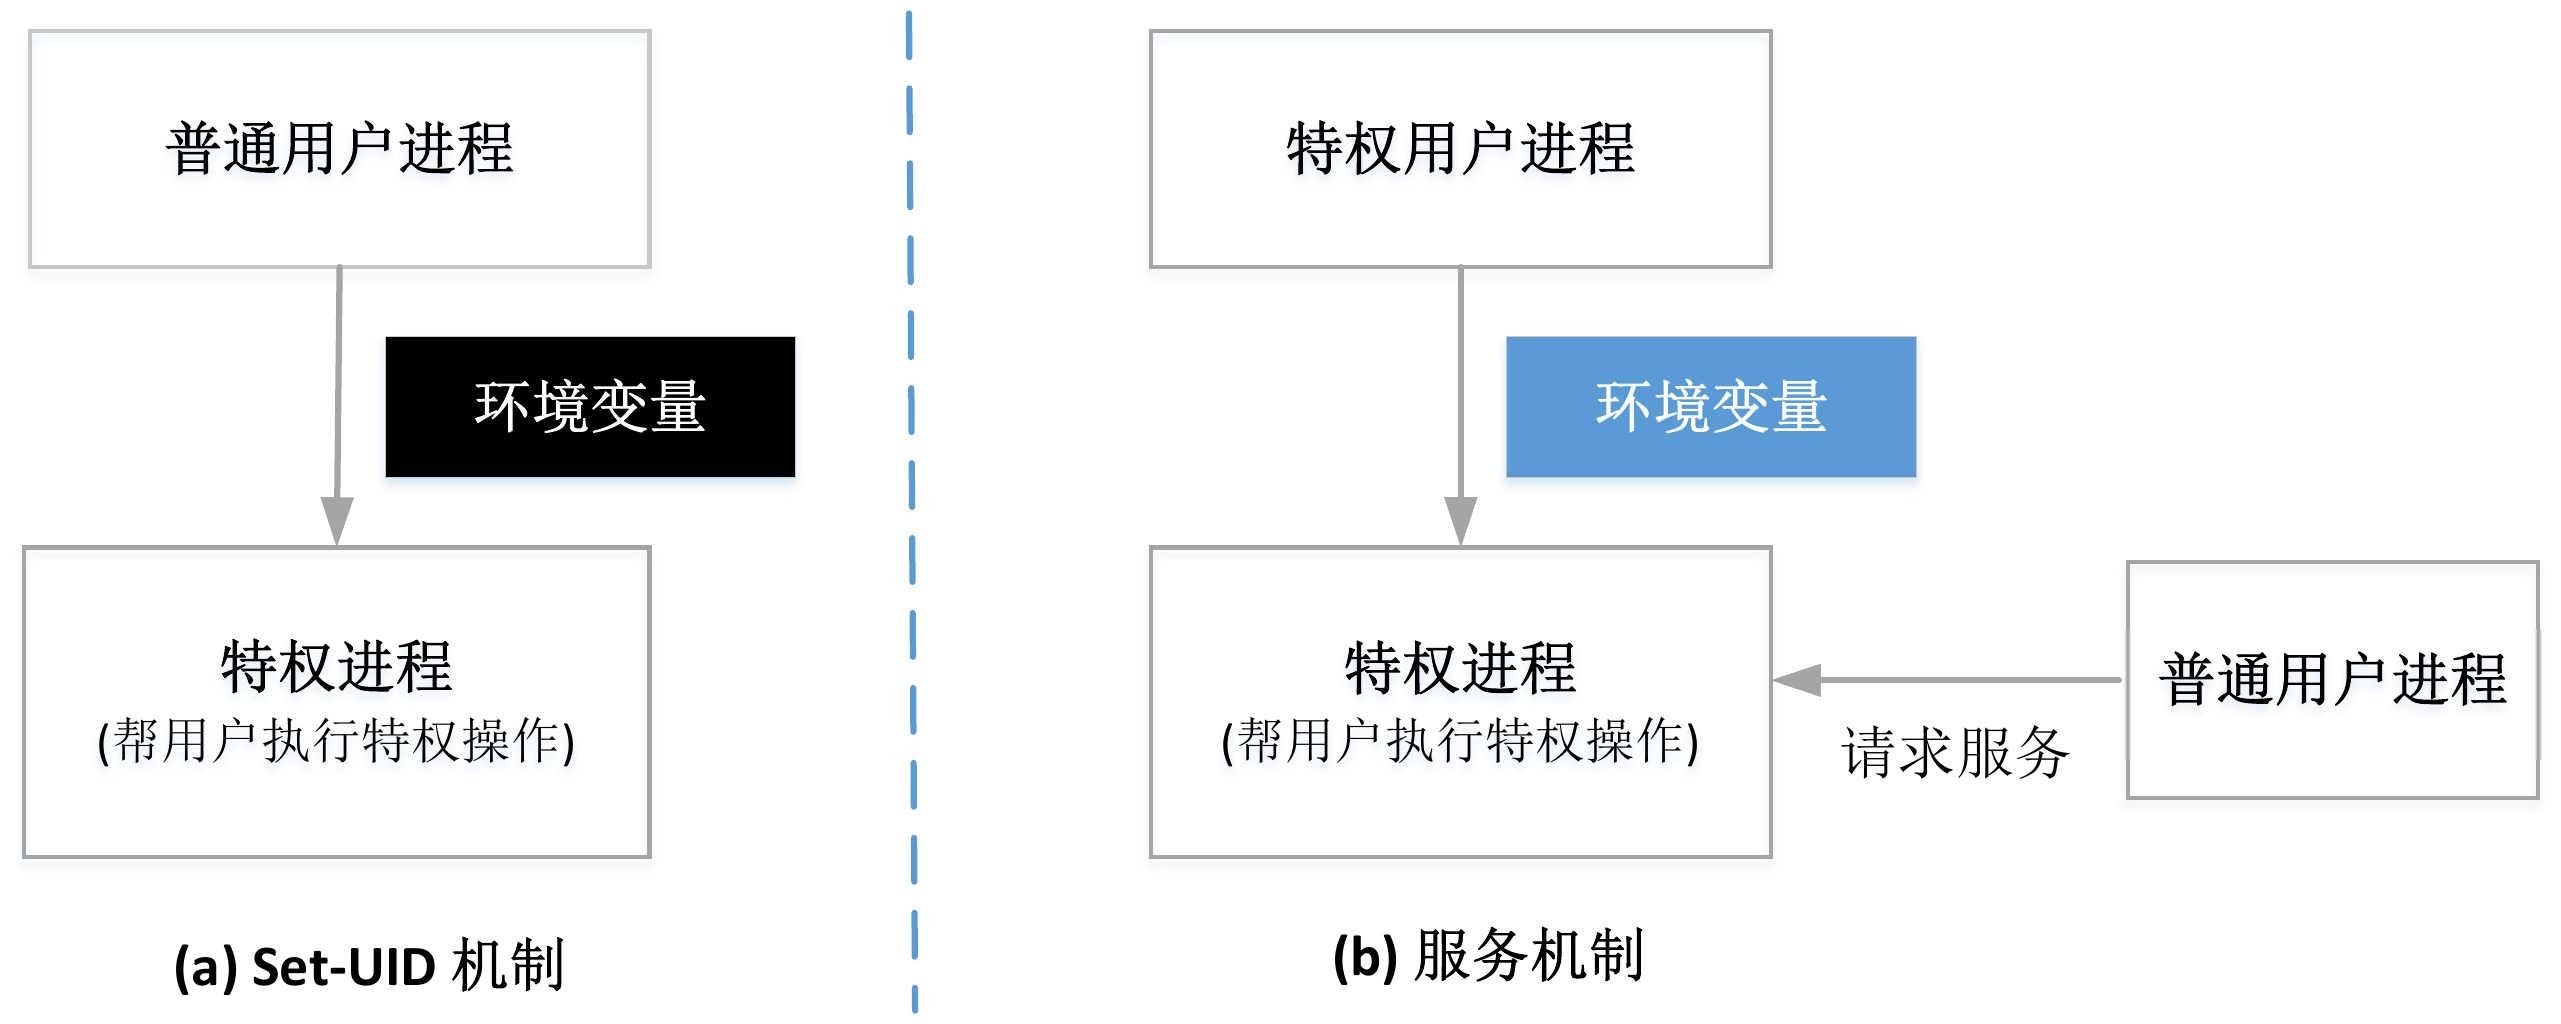 普通用户进程
环境变量
特权进程
(帮用户执行特权操作)
(a) Set-UID 机制
特权用户进程
环境变量
特权进程
(帮用户执行特权操作)
请求服务
普通用户进程
(b) 服务机制